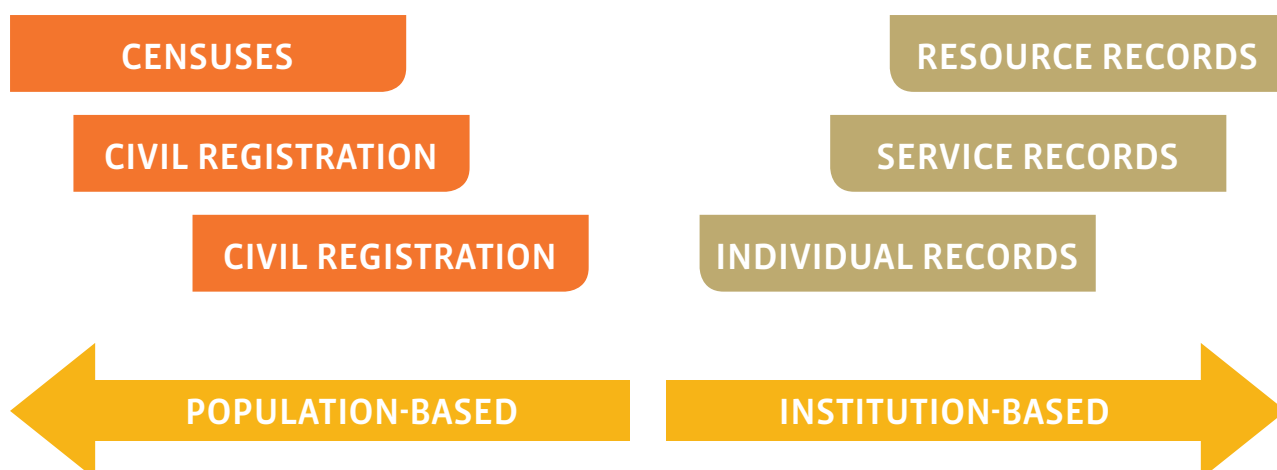 CENSUSES
RESOURCE RECORDS
CIVIL REGISTRATION
SERVICE RECORDS
CIVIL REGISTRATION
INDIVIDUAL RECORDS
POPULATION-BASED
INSTITUTION-BASED